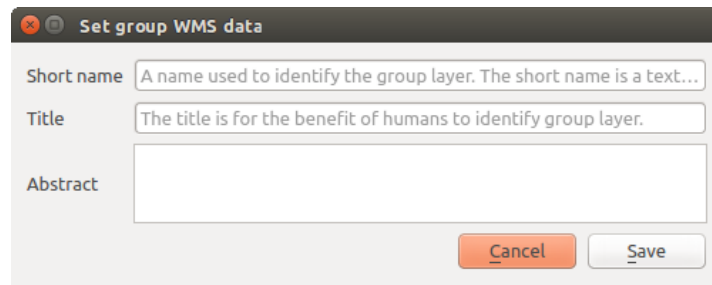 Set group WMS data
Short name A name used to identify the group layer. The short name is a text...
Title The title is for the benefit of humans to identify group layer.
Abstract
Cancel Save